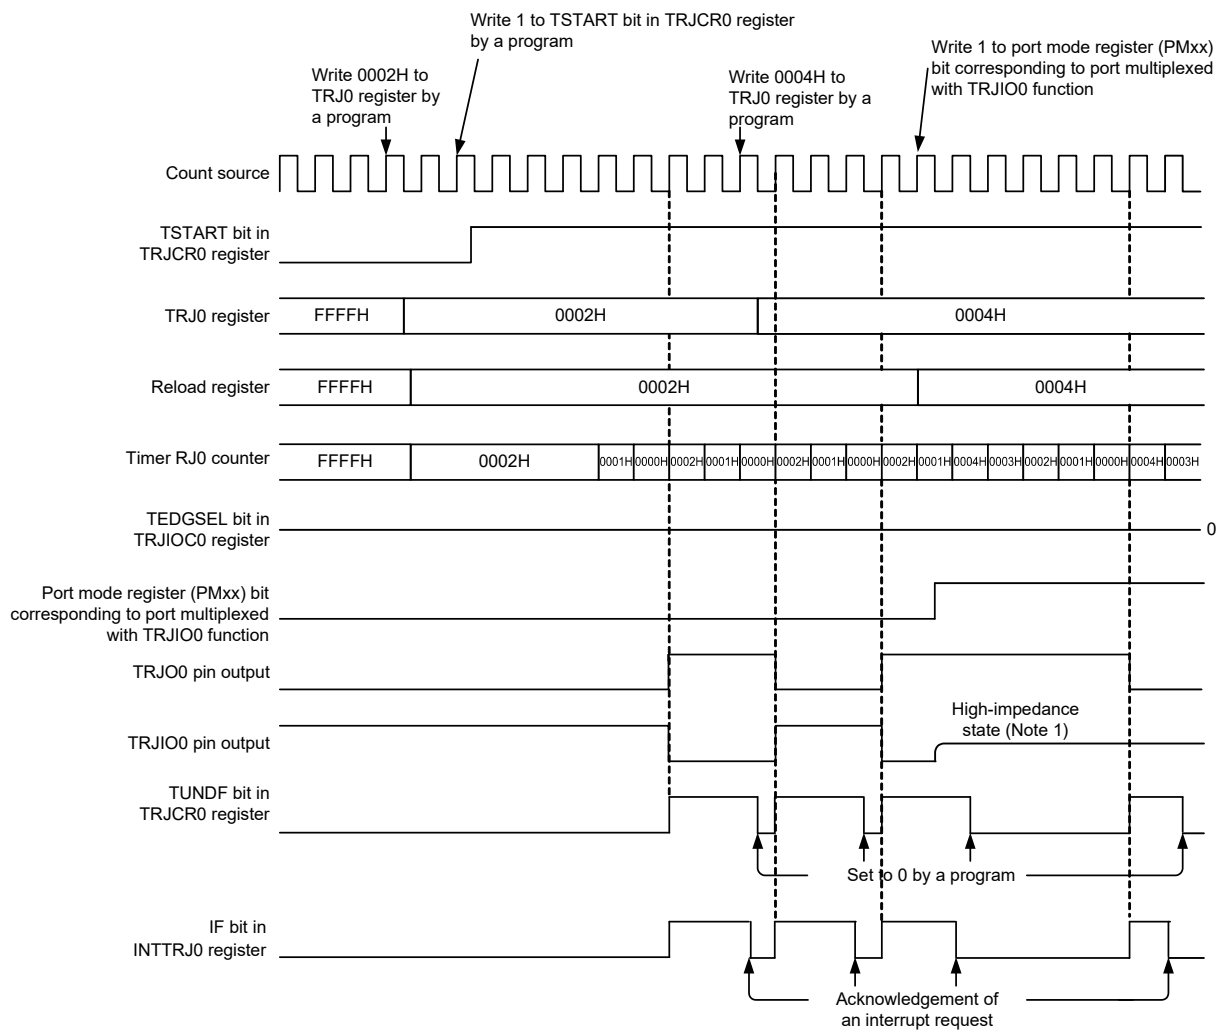 Write 1 to TSTART bit in TRJCR0 register
by a program
Write 0002H to
TRJ0 register by
a program
Write 0004H to
TRJ0 register by a
program
Write 1 to port mode register (PMxx)
bit corresponding to port multiplexed
with TRJIO0 function
Count source
TSTART bit in
TRJCR0 register
TRJ0 register
FFFFH
0002H
0004H
Reload register
FFFFH
0002H
0004H
Timer RJ0 counter
FFFFH
0002H
0001H 0000H 0002H 0001H 0000H 0002H 0001H 0000H 0002H 0001H 0004H 0003H 0002H 0001H 0000H 0004H 0003H
TEDGSEL bit in
TRJIOC0 register
0
Port mode register (PMxx) bit
corresponding to port multiplexed
with TRJIO0 function
TRJO0 pin output
High-impedance
state (Note 1)
TRJIO0 pin output
TUNDF bit in
TRJCR0 register
Set to 0 by a program
IF bit in
INTTRJ0 register
Acknowledgement of
an interrupt request